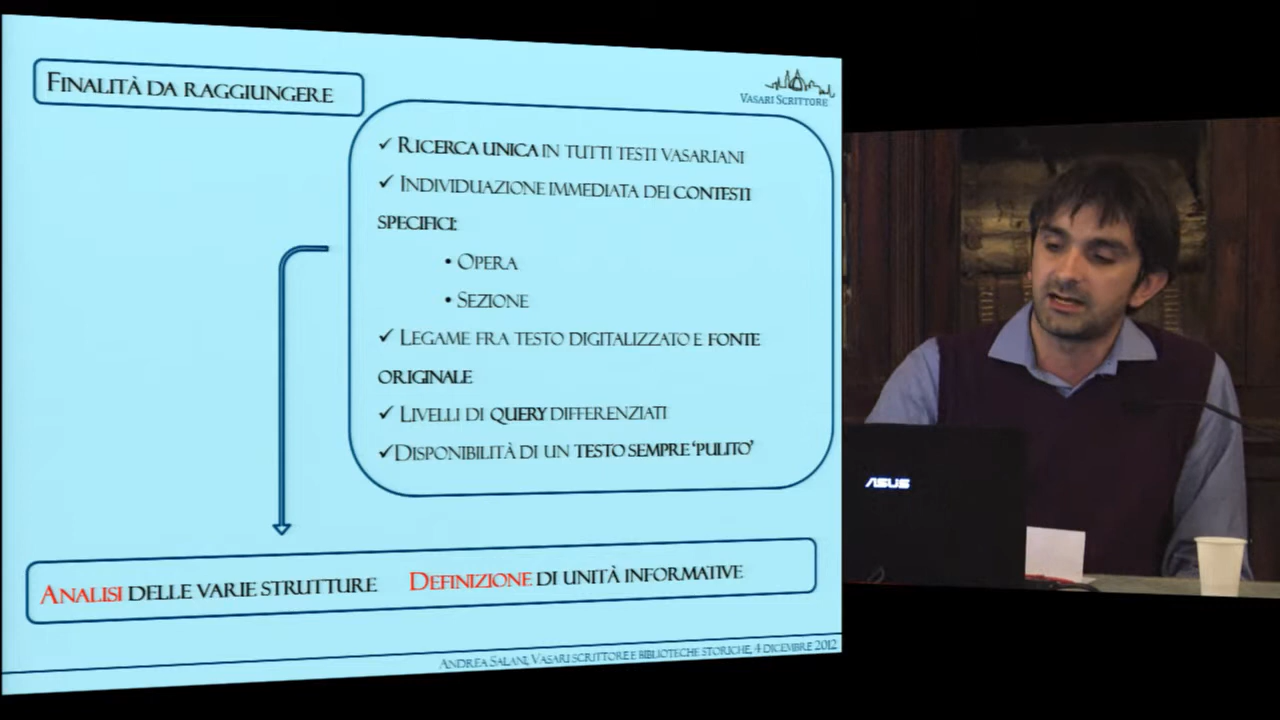 FINALITÀ DA RAGGIUNGERE
VASARI SCRITTORE
✓ RICERCA UNICA IN TUTTI TESTI VASARIANI
✓ INDIVIDUAZIONE IMMEDIATA DEI CONTESTI
SPECIFICI:
• OPERA
• SEZIONE
✓ LEGAME FRA TESTO DIGITALIZZATO E FONTE
ORIGINALE
✓ LIVELLI DI QUERY DIFFERENZIATI
✓ DISPONIBILITÀ DI UN TESTO SEMPRE 'PULITO'
ANALISI DELLE VARIE STRUTTURE DEFINIZIONE DI UNITÀ INFORMATIVE
ANDREA SALANI, VASARI SCRITTORE E BIBLIOTECHE STORICHE, 4 DICEMBRE 2012
ASUS